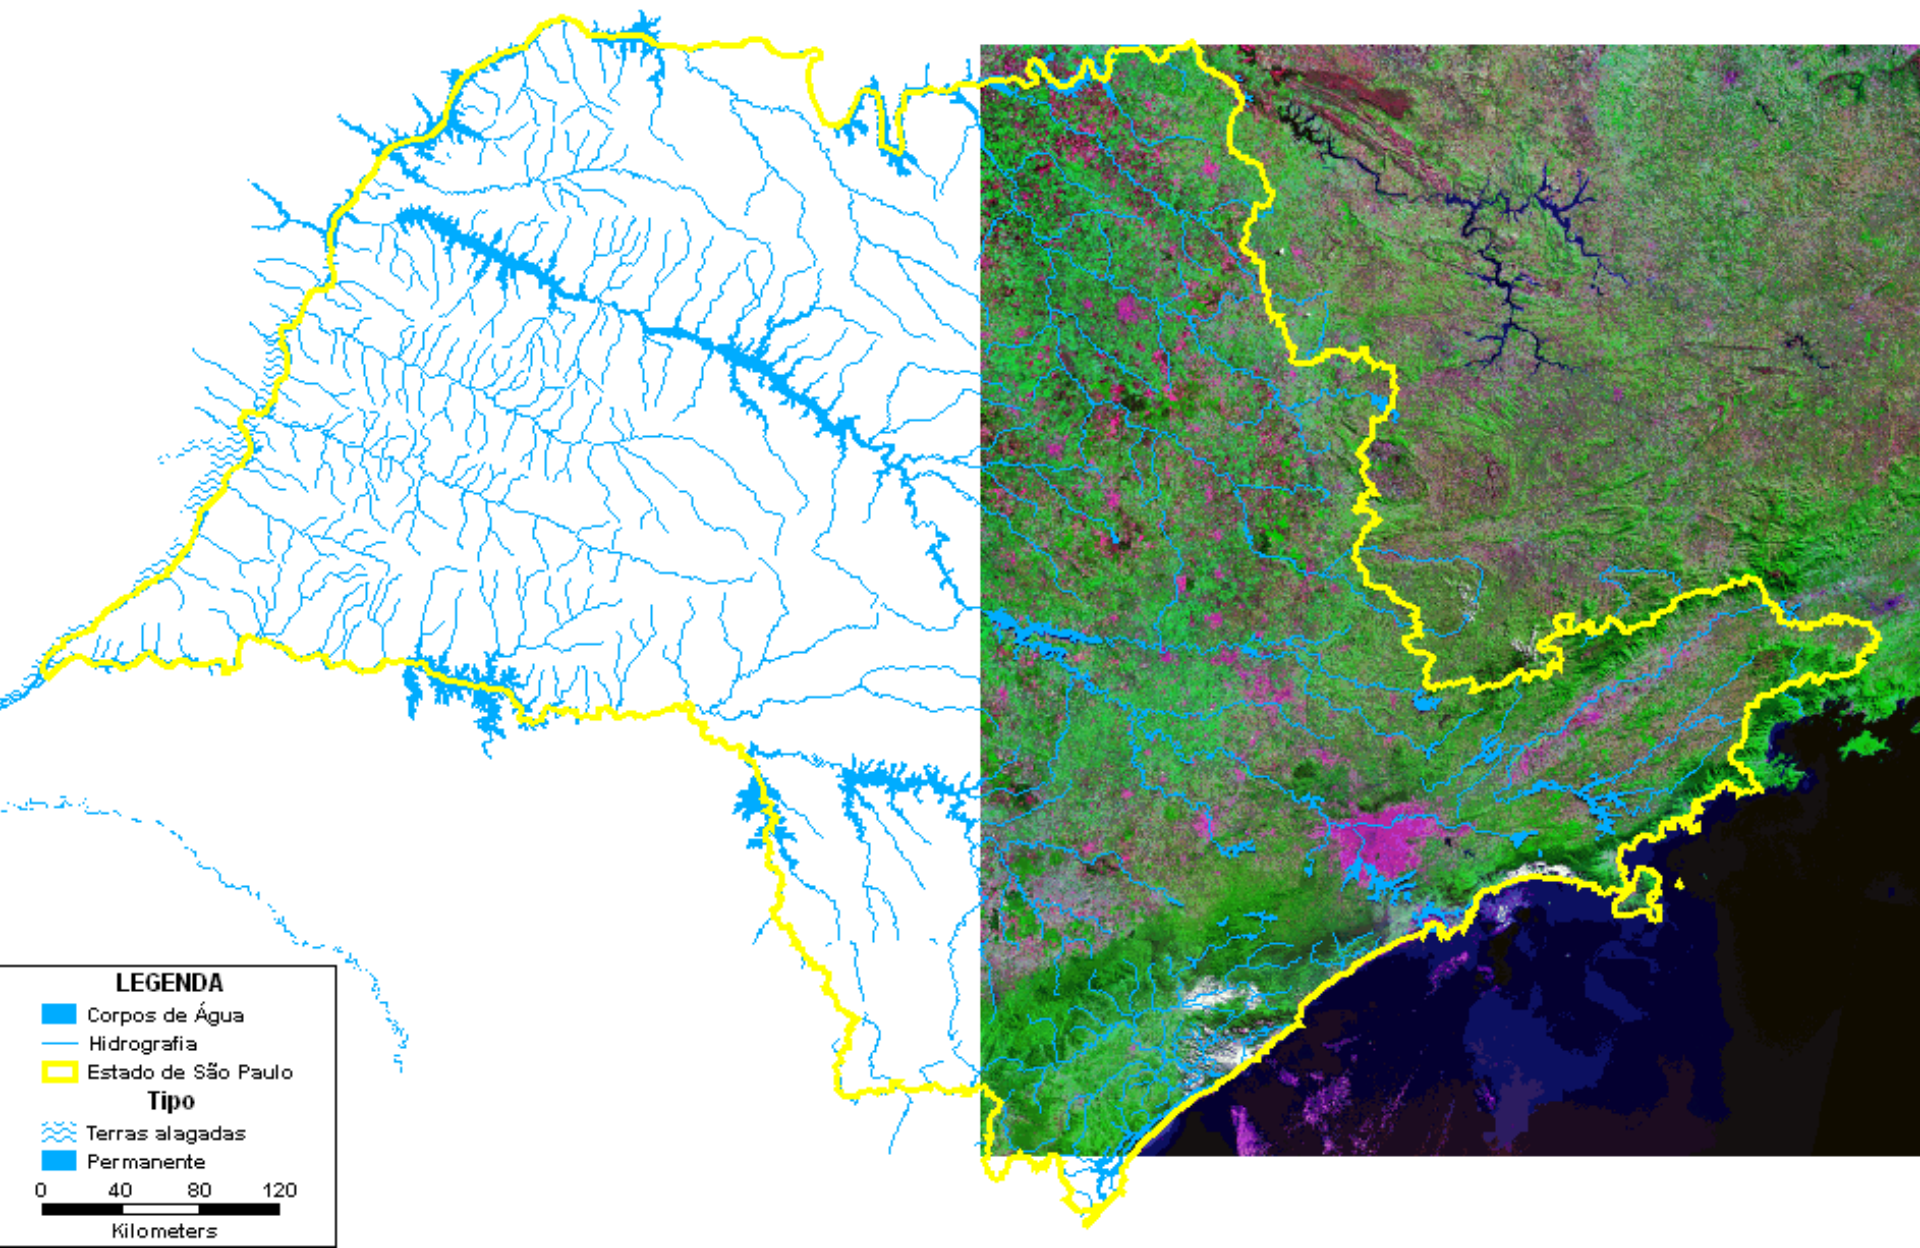 LEGENDA
Corpos de Água
Hidrografia
Estado de São Paulo
Tipo
Terras alagadas
Permanente
0 40 80 120
Kilometers